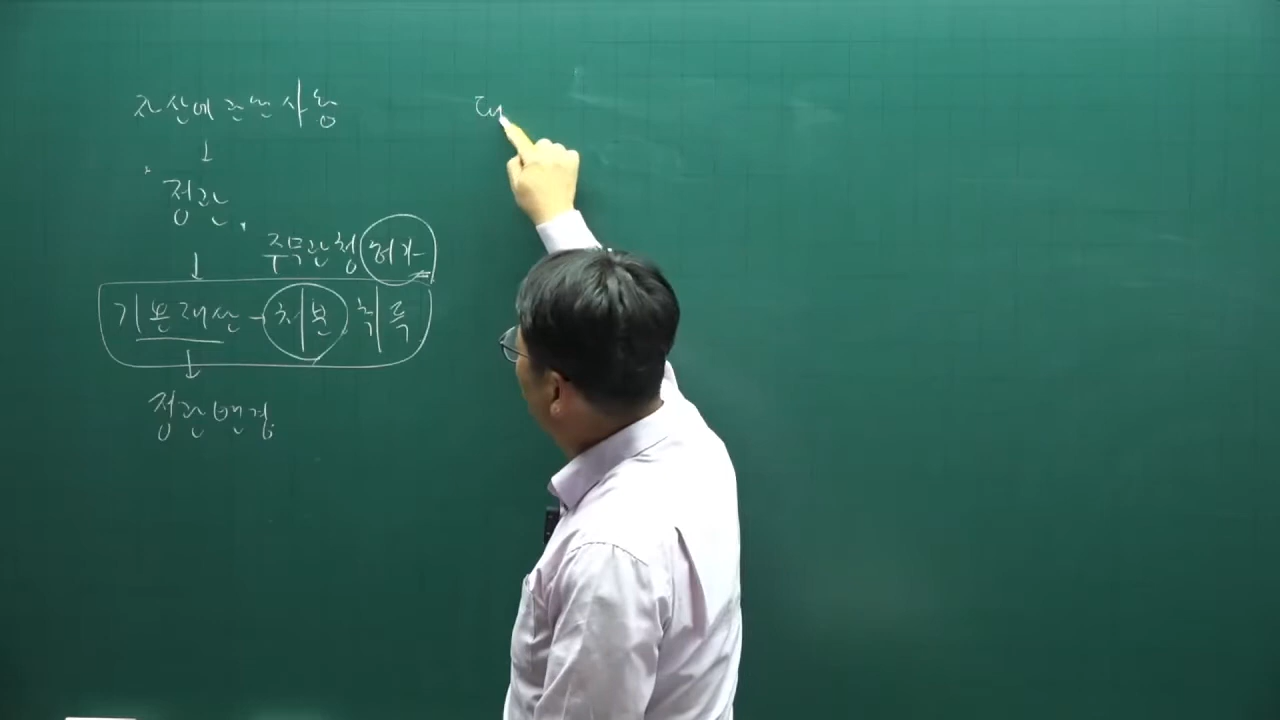 자산에 관한 사항
↓
정관
↓ 주무관청 허가
기본재산 - 처분, 취득
↓
정관변경